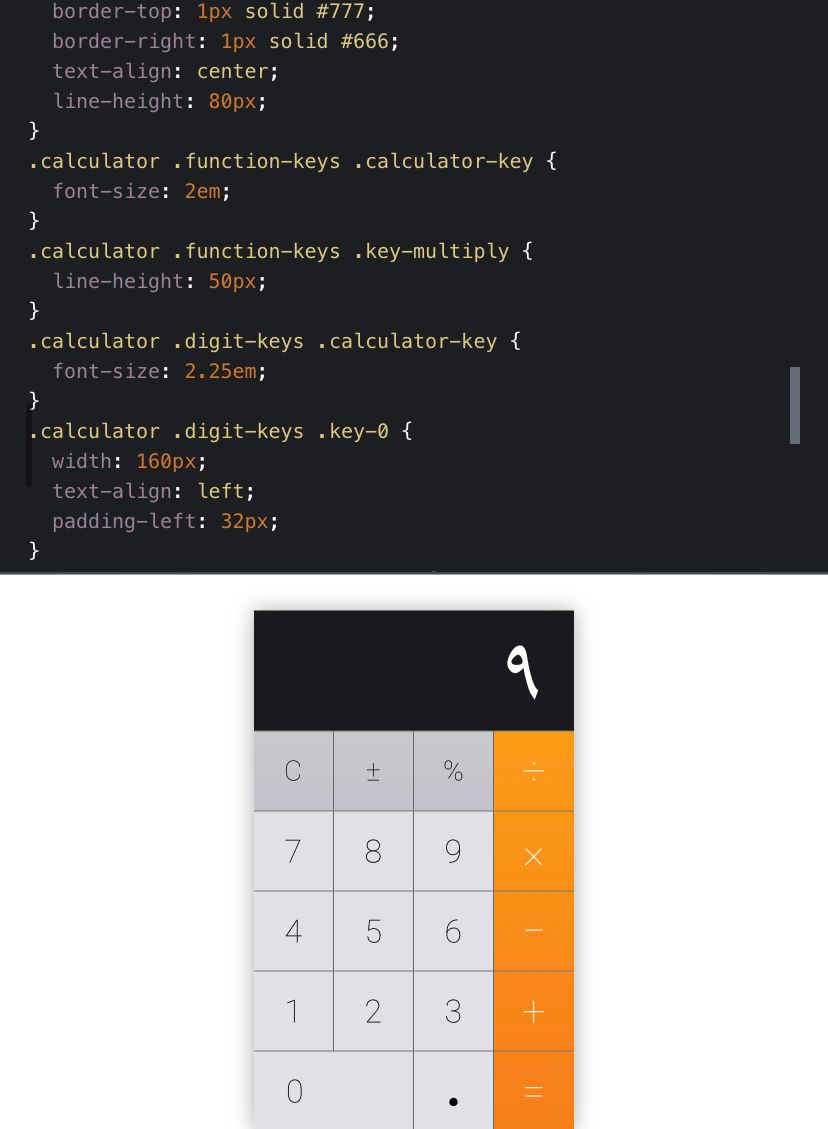 border-top: 1px solid #777;
border-right: 1px solid #666;
text-align: center;
line-height: 80px;
}
.calculator .function-keys .calculator-key {
font-size: 2em;
}
.calculator .function-keys .key-multiply {
line-height: 50px;
}
.calculator .digit-keys .calculator-key {
font-size: 2.25em;
}
.calculator .digit-keys .key-0 {
width: 160px;
text-align: left;
padding-left: 32px;
}
٩
C ± % ÷
7 8 9 ×
4 5 6 −
1 2 3 +
0 . =